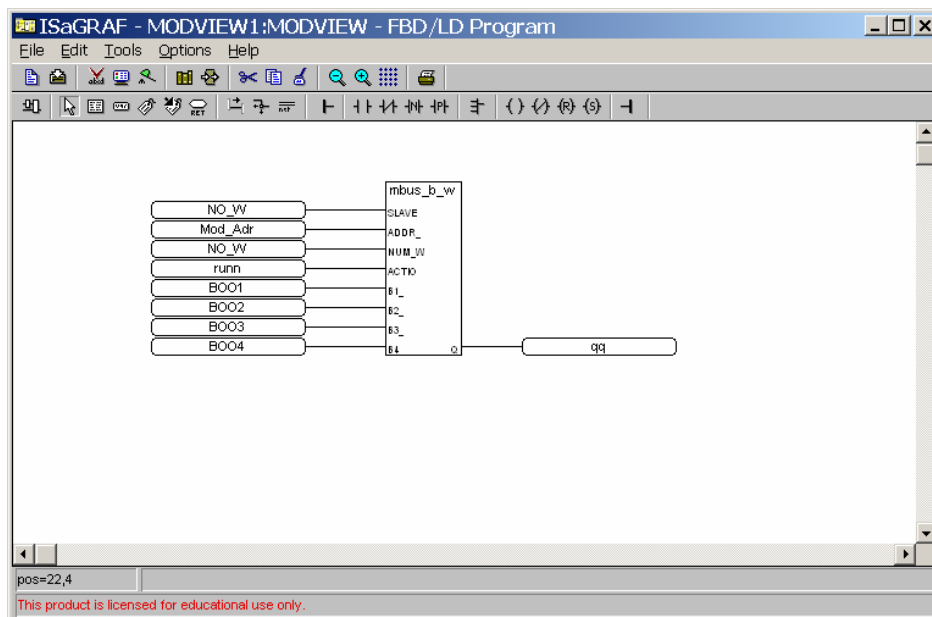 ISaGRAF - MODVIEW1:MODVIEW - FBD/LD Program
File Edit Tools Options Help
RET
mbus_b_w
NO_W SLAVE
Mod_Adr ADDR_
NO_W NUM_W
runn ACTIO
BOO1 B1_
BOO2 B2_
BOO3 B3_
BOO4 B4 Q qq
pos=22,4
This product is licensed for educational use only.